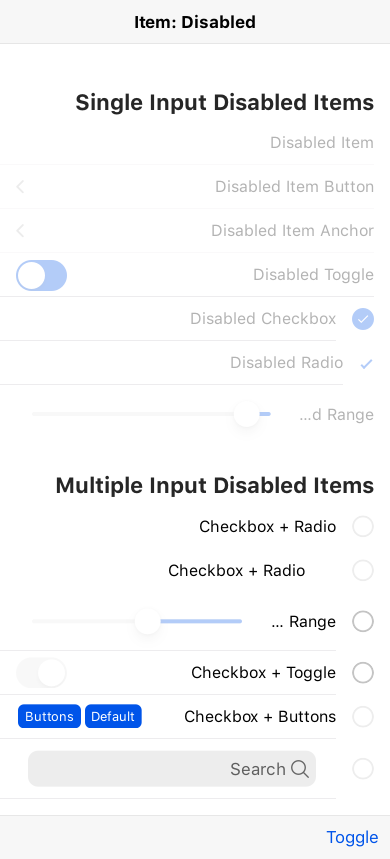 Item: Disabled
Single Input Disabled Items
Disabled Item
Disabled Item Button
Disabled Item Anchor
Disabled Toggle
Disabled Checkbox
Disabled Radio
...d Range
Multiple Input Disabled Items
Checkbox + Radio
Checkbox + Radio
... Range
Checkbox + Toggle
Checkbox + Buttons
Default
Buttons
Search
Toggle